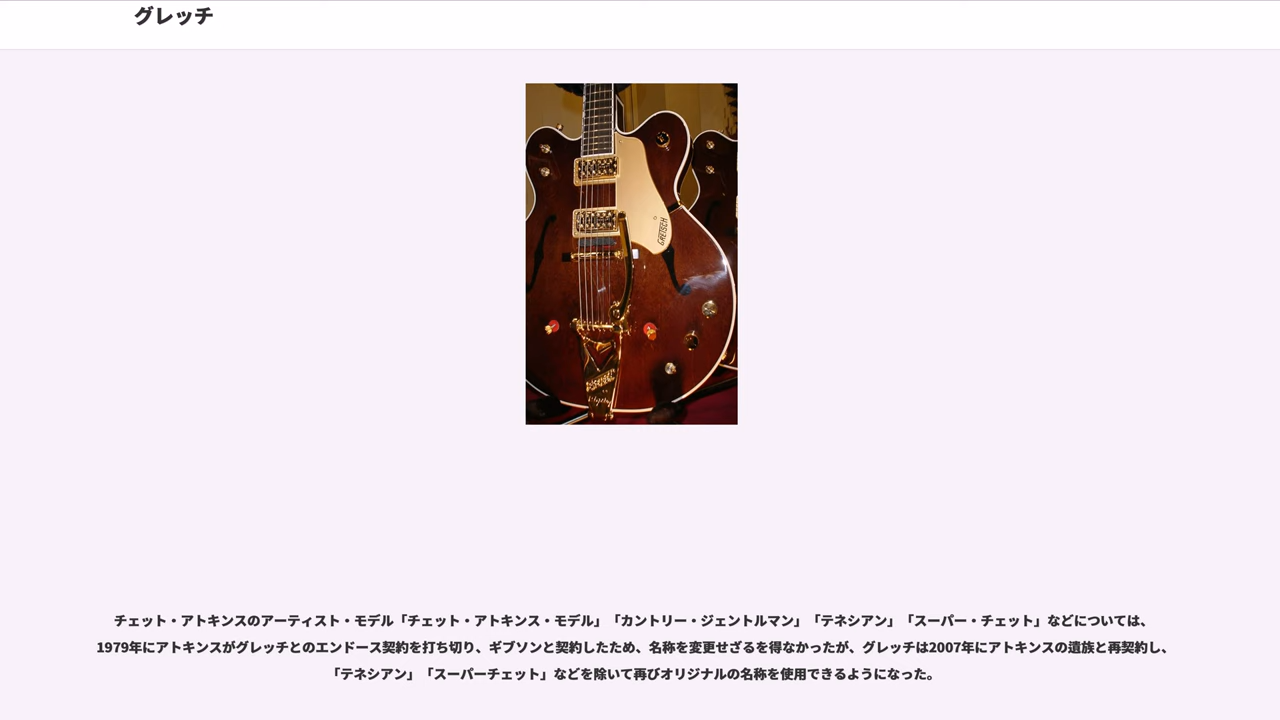 グレッチ
GRETSCH
チェット・アトキンスのアーティスト・モデル「チェット・アトキンス・モデル」「カントリー・ジェントルマン」「テネシアン」「スーパー・チェット」などについては、
1979年にアトキンスがグレッチとのエンドース契約を打ち切り、ギブソンと契約したため、名称を変更せざるを得なかったが、グレッチは2007年にアトキンスの遺族と再契約し、
「テネシアン」「スーパーチェット」などを除いて再びオリジナルの名称を使用できるようになった。